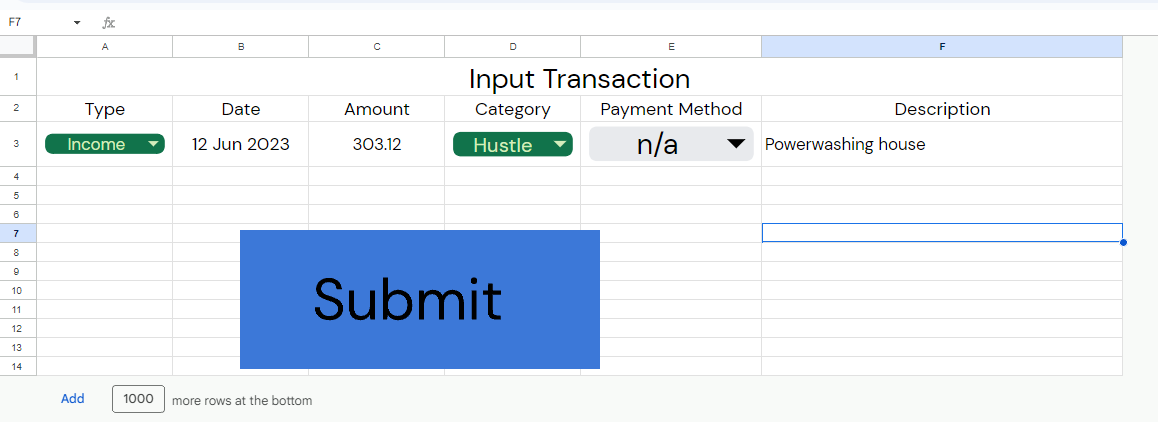 F7 fx
A B C D E F
1 Input Transaction
2 Type Date Amount Category Payment Method Description
3 Income 12 Jun 2023 303.12 Hustle n/a Powerwashing house
4
5
6
7
8
9
10
11
12
13
14
Submit
Add 1000 more rows at the bottom